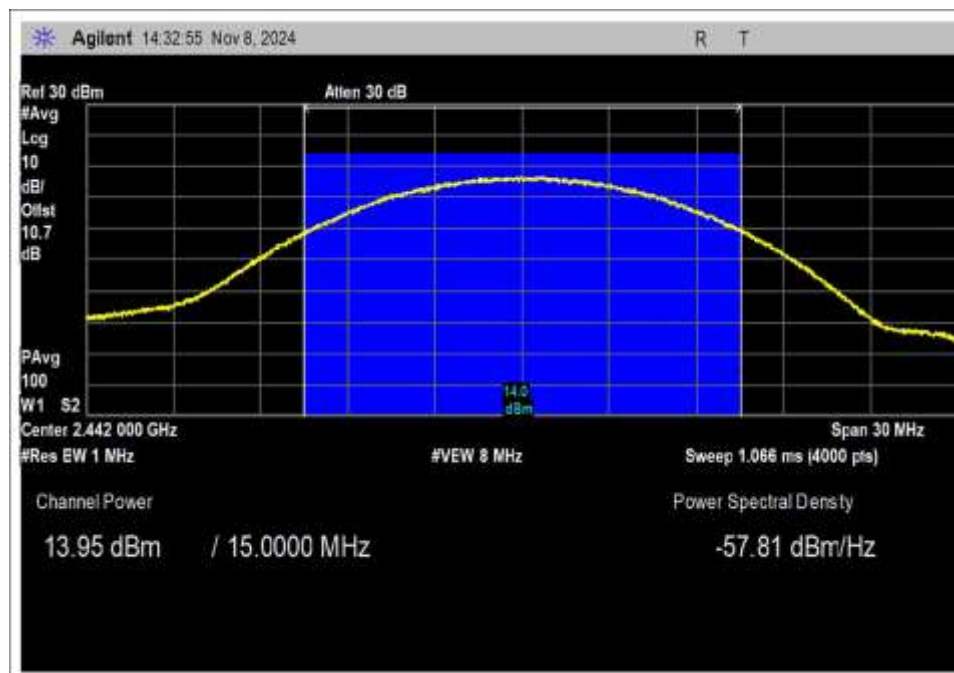 Agilent 14:32:55 Nov 8, 2024 R T
Ref 30 dBm Atten 30 dB
#Avg
Log
10
dB/
Offst
10.7
dB
PAvg
100
W1 S2
14.0
dBm
Center 2.442 000 GHz Span 30 MHz
#Res BW 1 MHz #VBW 8 MHz Sweep 1.066 ms (4000 pts)
Channel Power Power Spectral Density
13.95 dBm / 15.0000 MHz -57.81 dBm/Hz